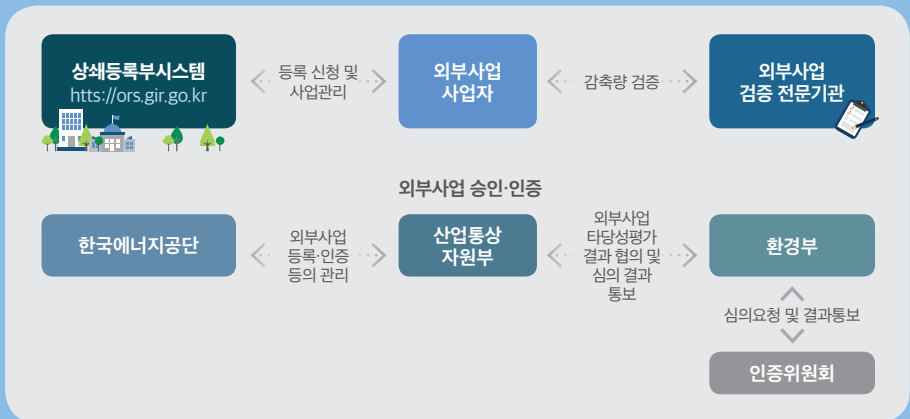 상쇄등록부시스템
htts://ors.gir.go.kr
등록 신청 및
사업관리
외부사업
사업자
감축량 검증
외부사업
검증 전문기관
외부사업 승인·인증
한국에너지공단
외부사업
등록·인증
등의 관리
산업통상
자원부
외부사업
타당성평가
결과 협의 및
심의 결과
통보
환경부
심의요청 및 결과통보
인증위원회